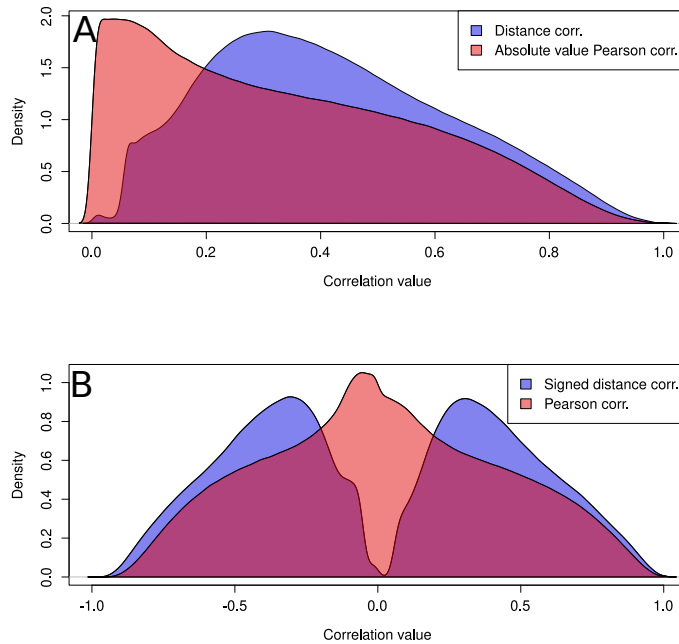 A
Distance corr.
Absolute value Pearson corr.
Density
0.0 0.5 1.0 1.5 2.0
0.0 0.2 0.4 0.6 0.8 1.0
Correlation value
B
Signed distance corr.
Pearson corr.
Density
0.0 0.2 0.4 0.6 0.8 1.0
-1.0 -0.5 0.0 0.5 1.0
Correlation value